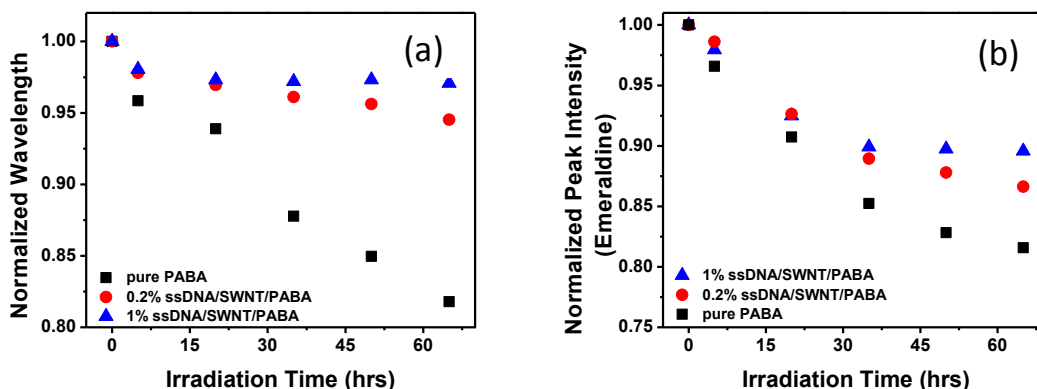 (a)
Normalized Wavelength
1.00
0.95
0.90
0.85
0.80
pure PABA
0.2% ssDNA/SWNT/PABA
1% ssDNA/SWNT/PABA
0 15 30 45 60
Irradiation Time (hrs)
(b)
Normalized Peak Intensity
(Emeraldine)
1.00
0.95
0.90
0.85
0.80
0.75
1% ssDNA/SWNT/PABA
0.2% ssDNA/SWNT/PABA
pure PABA
0 15 30 45 60
Irradiation Time (hrs)